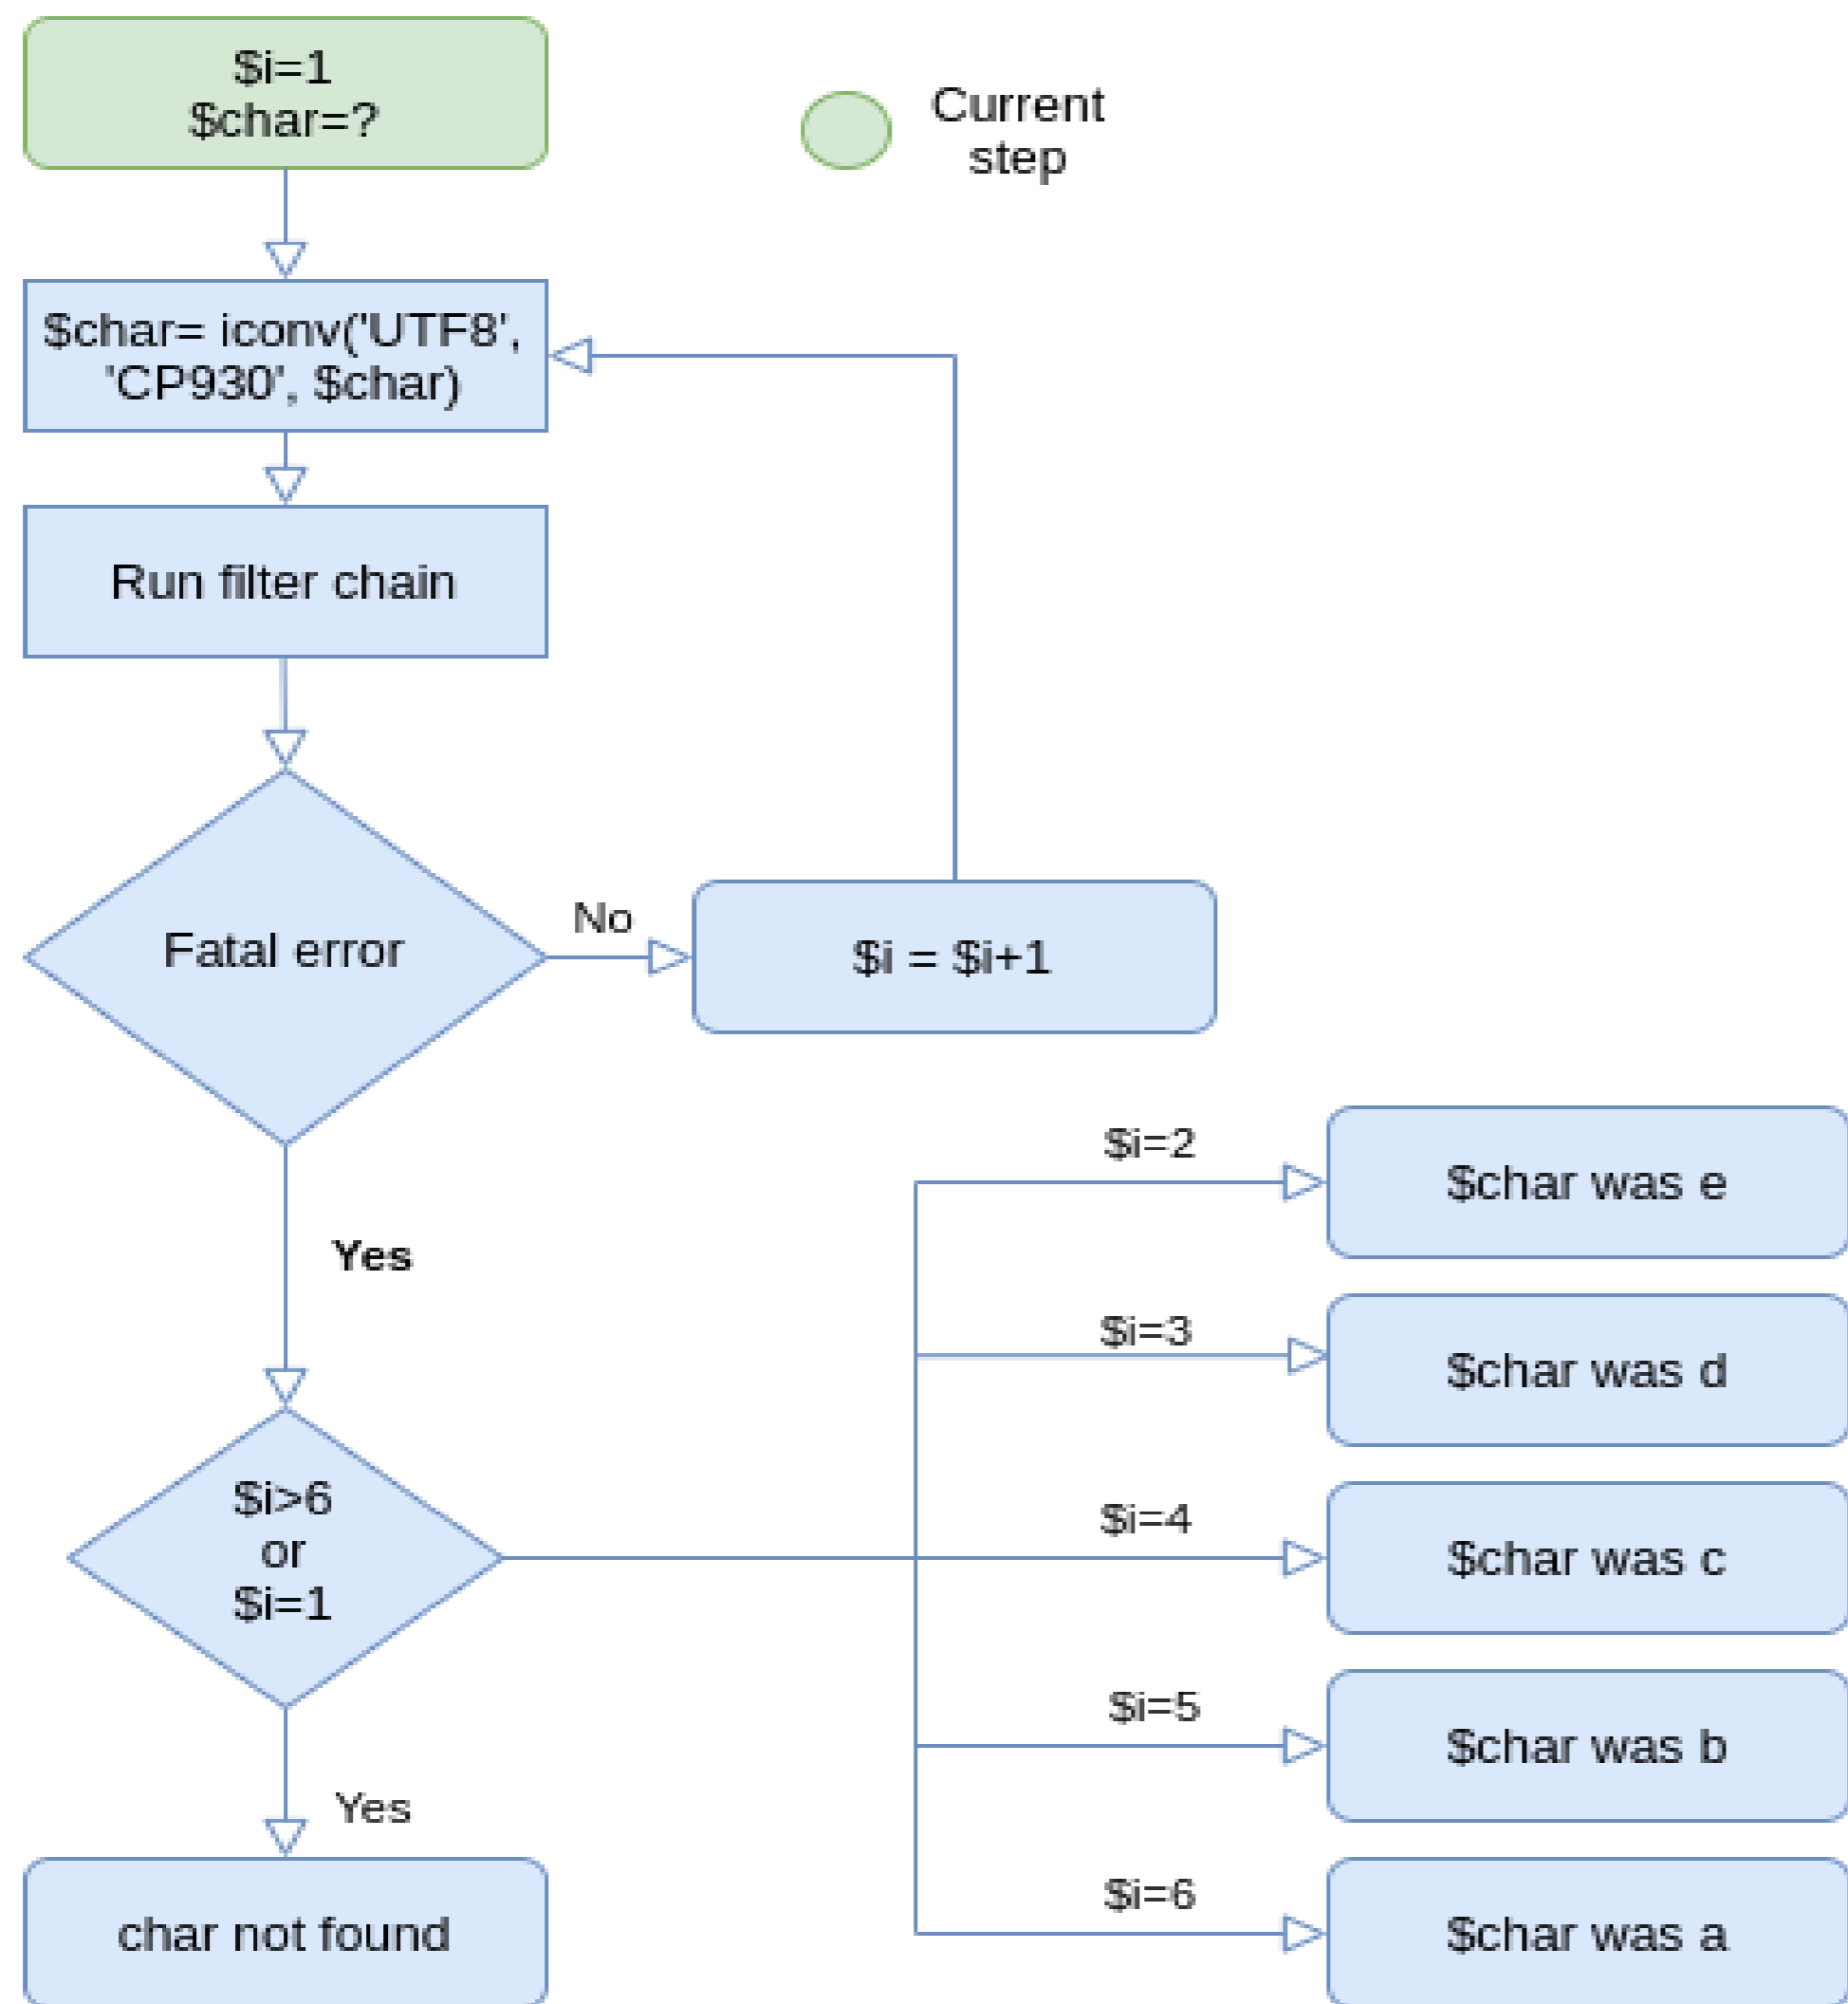 $i=1
$char=?
Current
step
$char= iconv('UTF8',
'CP930', $char)
Run filter chain
Fatal error
No
$i = $i+1
Yes
$i=2
$char was e
$i=3
$char was d
$i>6
or
$i=1
$i=4
$char was c
$i=5
$char was b
Yes
$i=6
$char was a
char not found